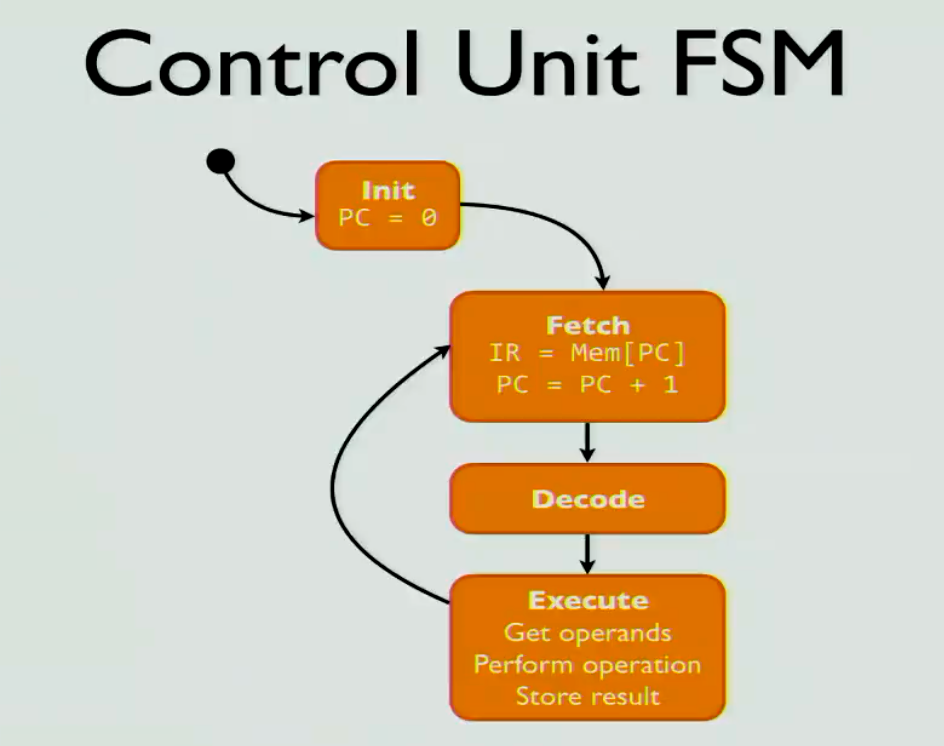 Control Unit FSM
Init
PC = 0
Fetch
IR = Mem[PC]
PC = PC + 1
Decode
Execute
Get operands
Perform operation
Store result